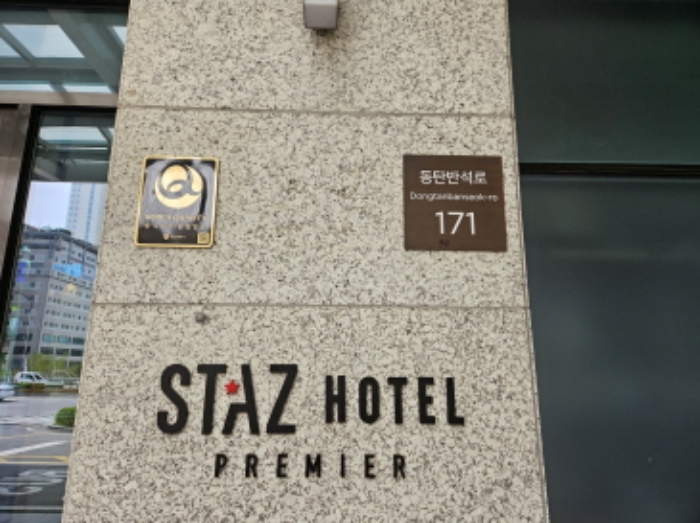 동탄반석로
Dongtanbanseok-ro
171
STAZ HOTEL
PREMIER